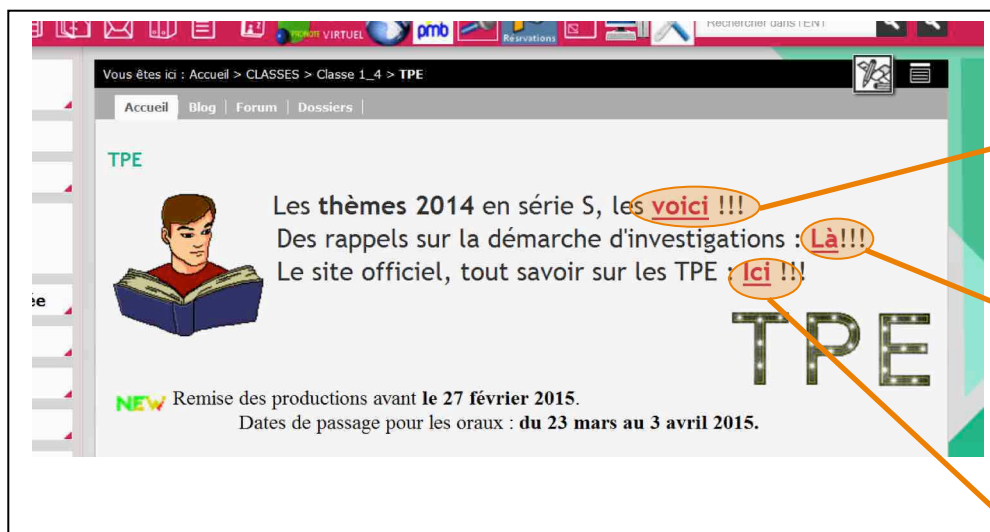 PROMOTE VIRTUEL
pmb
Résrvations
Rechercher dans l'ENT
Vous êtes ici : Accueil > CLASSES > Classe 1_4 > TPE
Accueil | Blog | Forum | Dossiers |
TPE
Les thèmes 2014 en série S, les voici !!!
Des rappels sur la démarche d'investigations : Là!!!
Le site officiel, tout savoir sur les TPE : Ici !!!
ée
TPE
NEW Remise des productions avant le 27 février 2015.
Dates de passage pour les oraux : du 23 mars au 3 avril 2015.